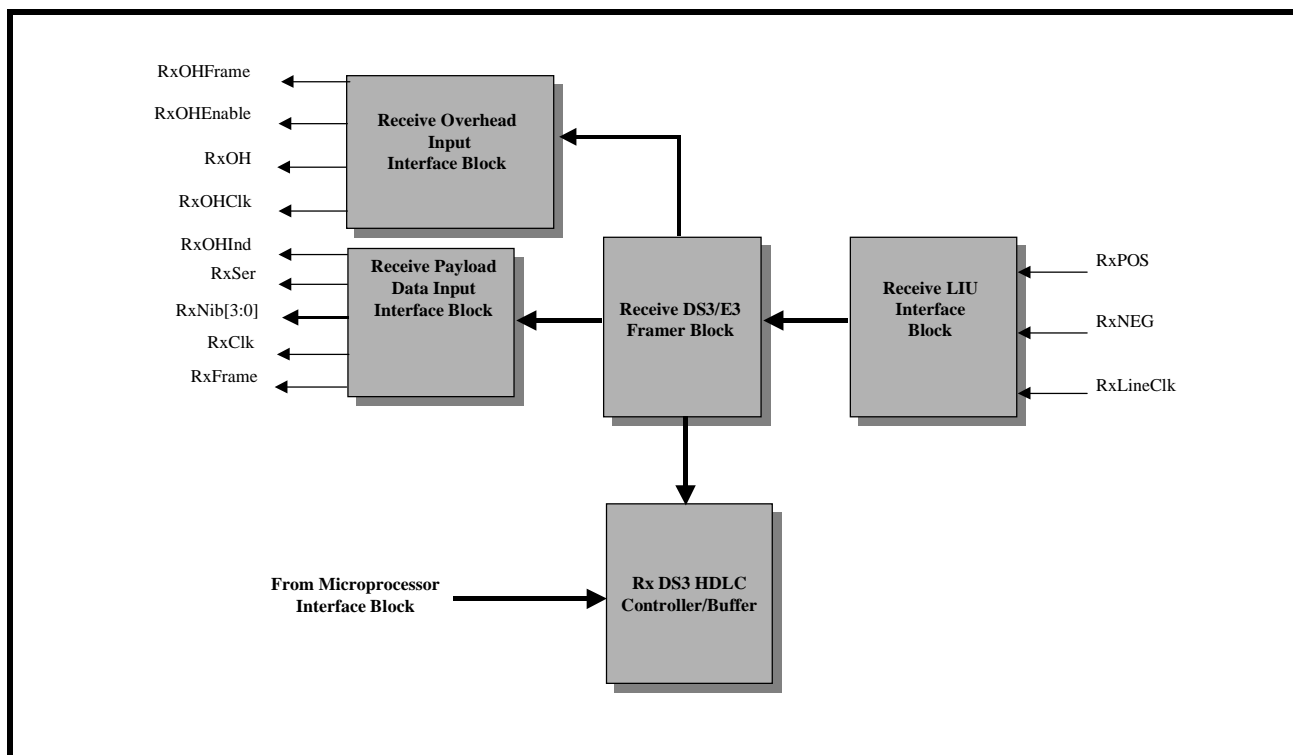 RxOHFrame
RxOHEnable
RxOH
RxOHClk
Receive Overhead
Input
Interface Block
RxOHInd
RxSer
RxNib[3:0]
RxClk
RxFrame
Receive Payload
Data Input
Interface Block
Receive DS3/E3
Framer Block
Receive LIU
Interface
Block
RxPOS
RxNEG
RxLineClk
From Microprocessor
Interface Block
Rx DS3 HDLC
Controller/Buffer